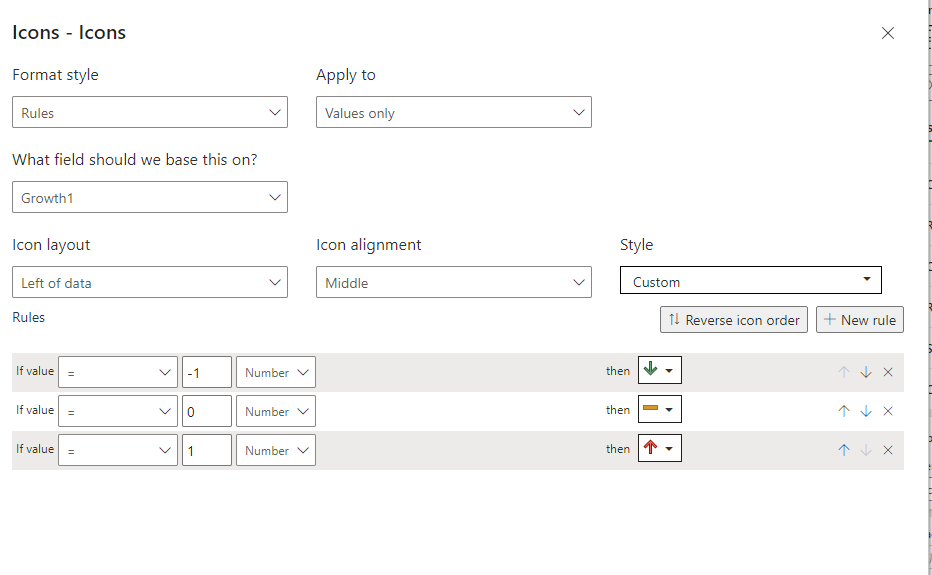 Icons - Icons
Format style
Apply to
Rules
Values only
What field should we base this on?
Growth1
Icon layout
Icon alignment
Style
Left of data
Middle
Custom
Rules
Reverse icon order
New rule
If value = -1 Number then
If value = 0 Number then
If value = 1 Number then